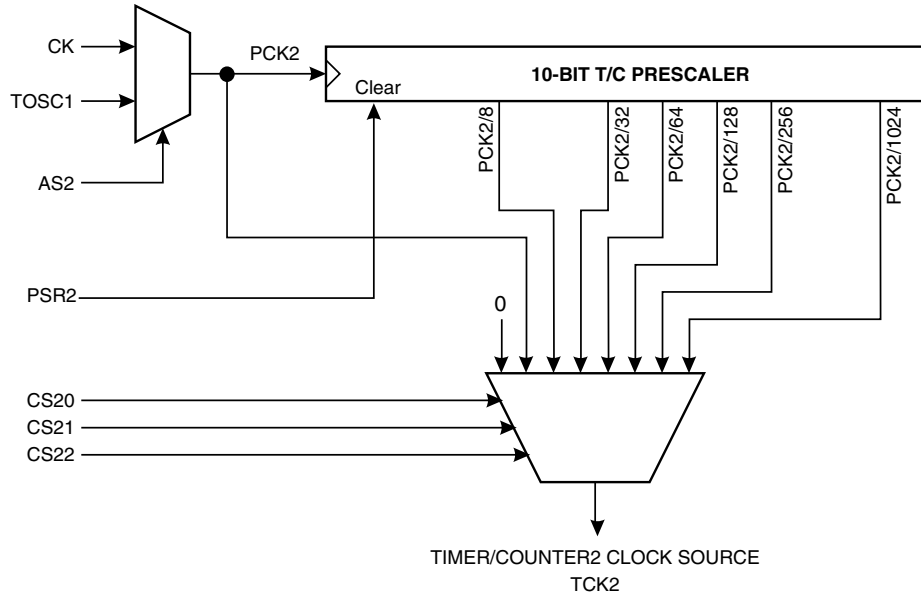 CK
PCK2
10-BIT T/C PRESCALER
Clear
TOSC1
PCK2/8
PCK2/32
PCK2/64
PCK2/128
PCK2/256
PCK2/1024
AS2
PSR2
0
CS20
CS21
CS22
TIMER/COUNTER2 CLOCK SOURCE
TCK2